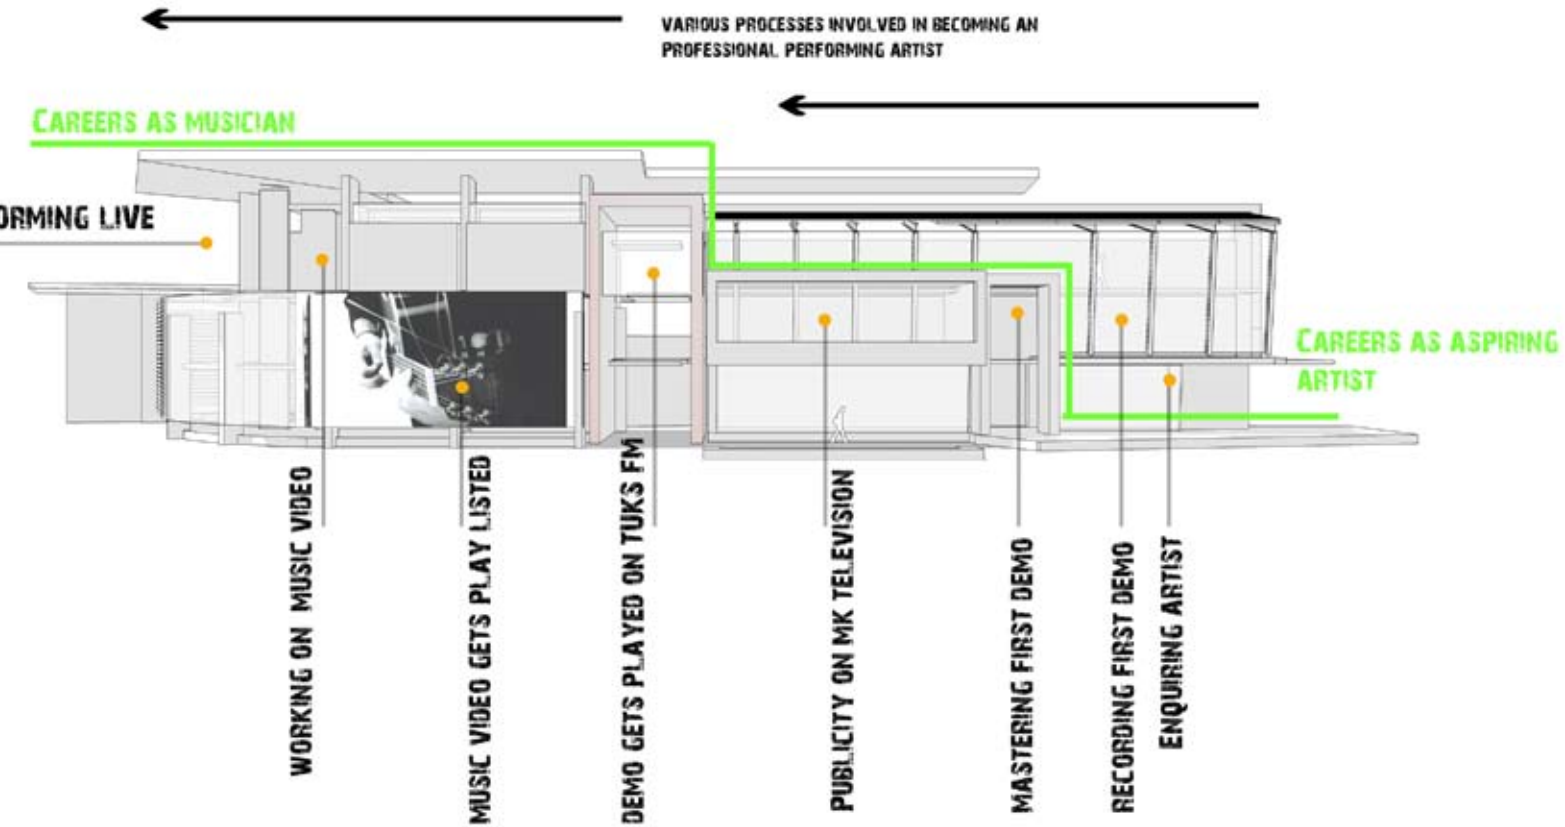 VARIOUS PROCESSES INVOLVED IN BECOMING AN
PROFESSIONAL PERFORMING ARTIST
CAREERS AS MUSICIAN
ORMING LIVE
CAREERS AS ASPIRING
ARTIST
WORKING ON MUSIC VIDEO
MUSIC VIDEO GETS PLAY LISTED
DEMO GETS PLAYED ON TUKS FM
PUBLICITY ON MK TELEVISION
MASTERING FIRST DEMO
RECORDING FIRST DEMO
ENQUIRING ARTIST